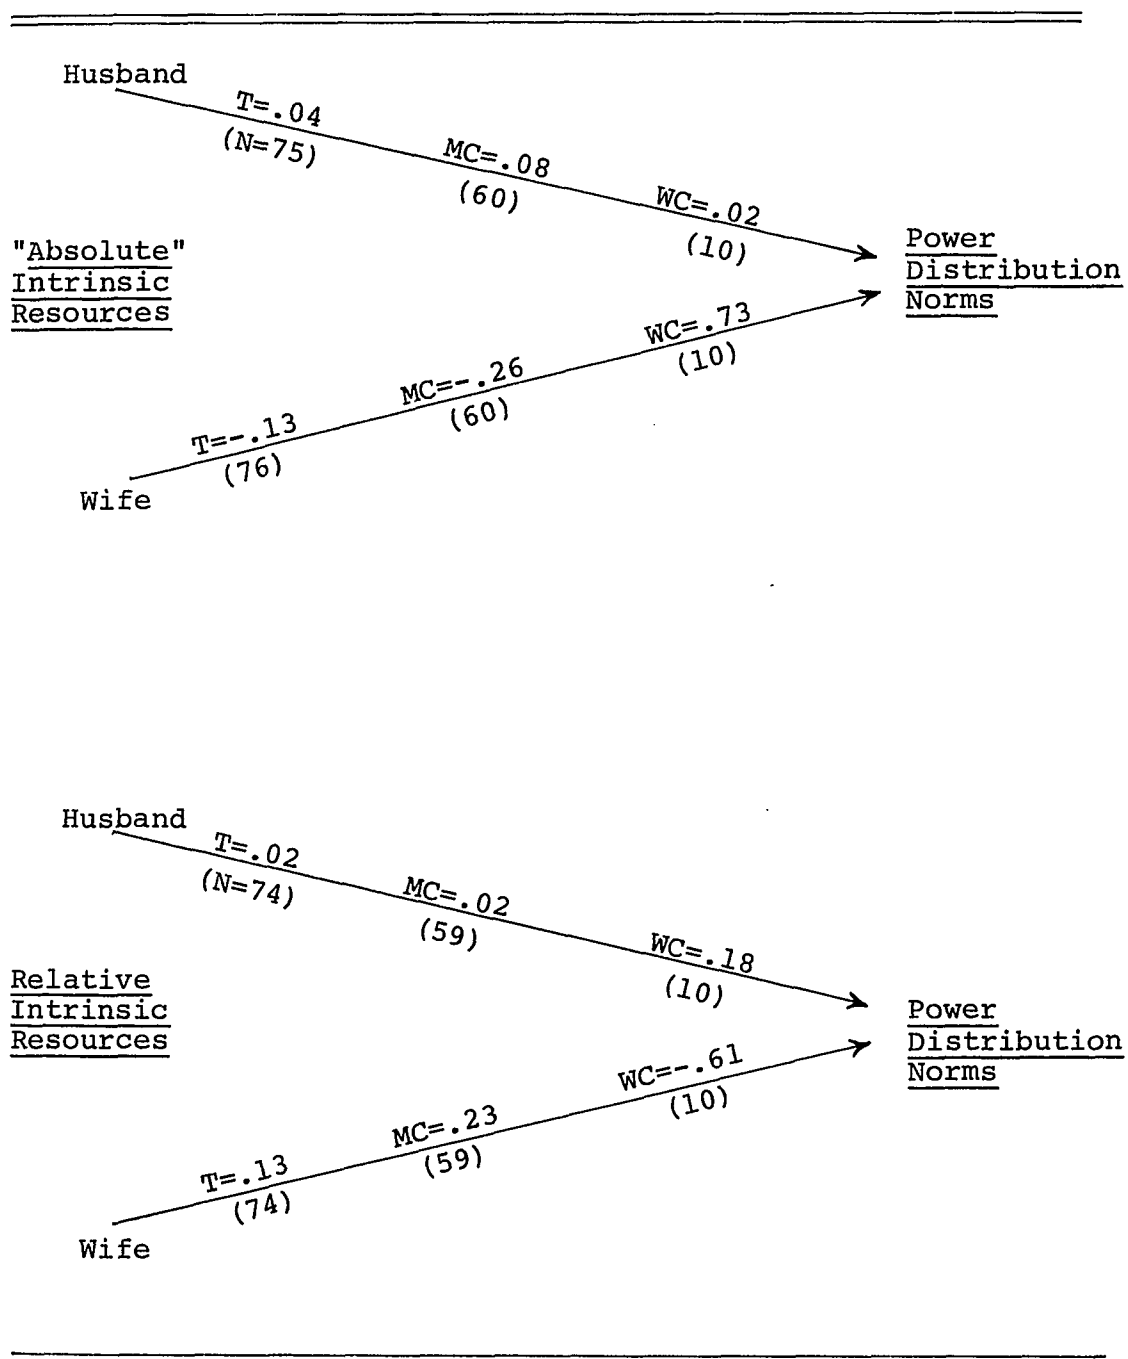 Husband
T=.04
(N=75)
MC=.08
(60)
WC=.02
(10)
"Absolute"
Intrinsic
Resources
Power
Distribution
Norms
WC=.73
(10)
MC=-.26
(60)
T=-.13
(76)
Wife
Husband
T=.02
(N=74)
MC=.02
(59)
WC=.18
(10)
Relative
Intrinsic
Resources
Power
Distribution
Norms
WC=-.61
(10)
MC=.23
(59)
T=.13
(74)
Wife